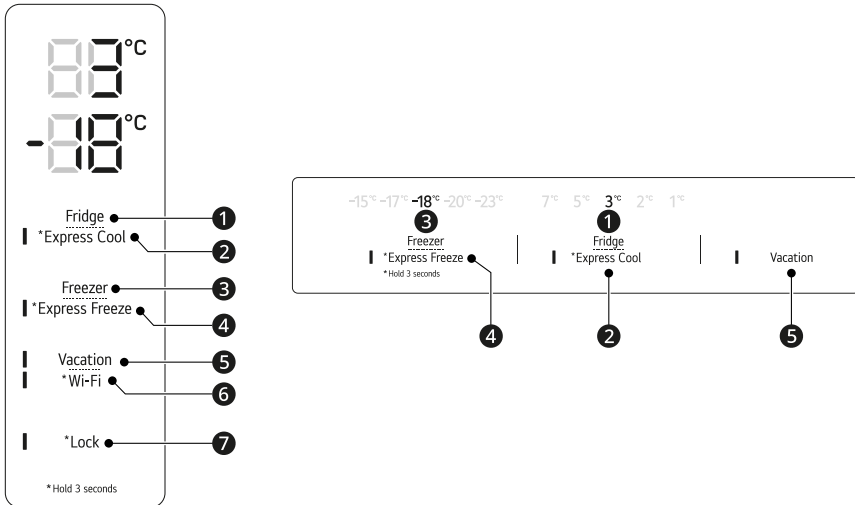 3°C
-18°C
Fridge 1
*Express Cool 2
Freezer 3
*Express Freeze 4
Vacation 5
*Wi-Fi 6
*Lock 7
*Hold 3 seconds
-15°C -17°C -18°C -20°C -23°C 7°C 5°C 3°C 2°C 1°C
3 1
Freezer Fridge
*Express Freeze *Express Cool Vacation
*Hold 3 seconds
4 2 5